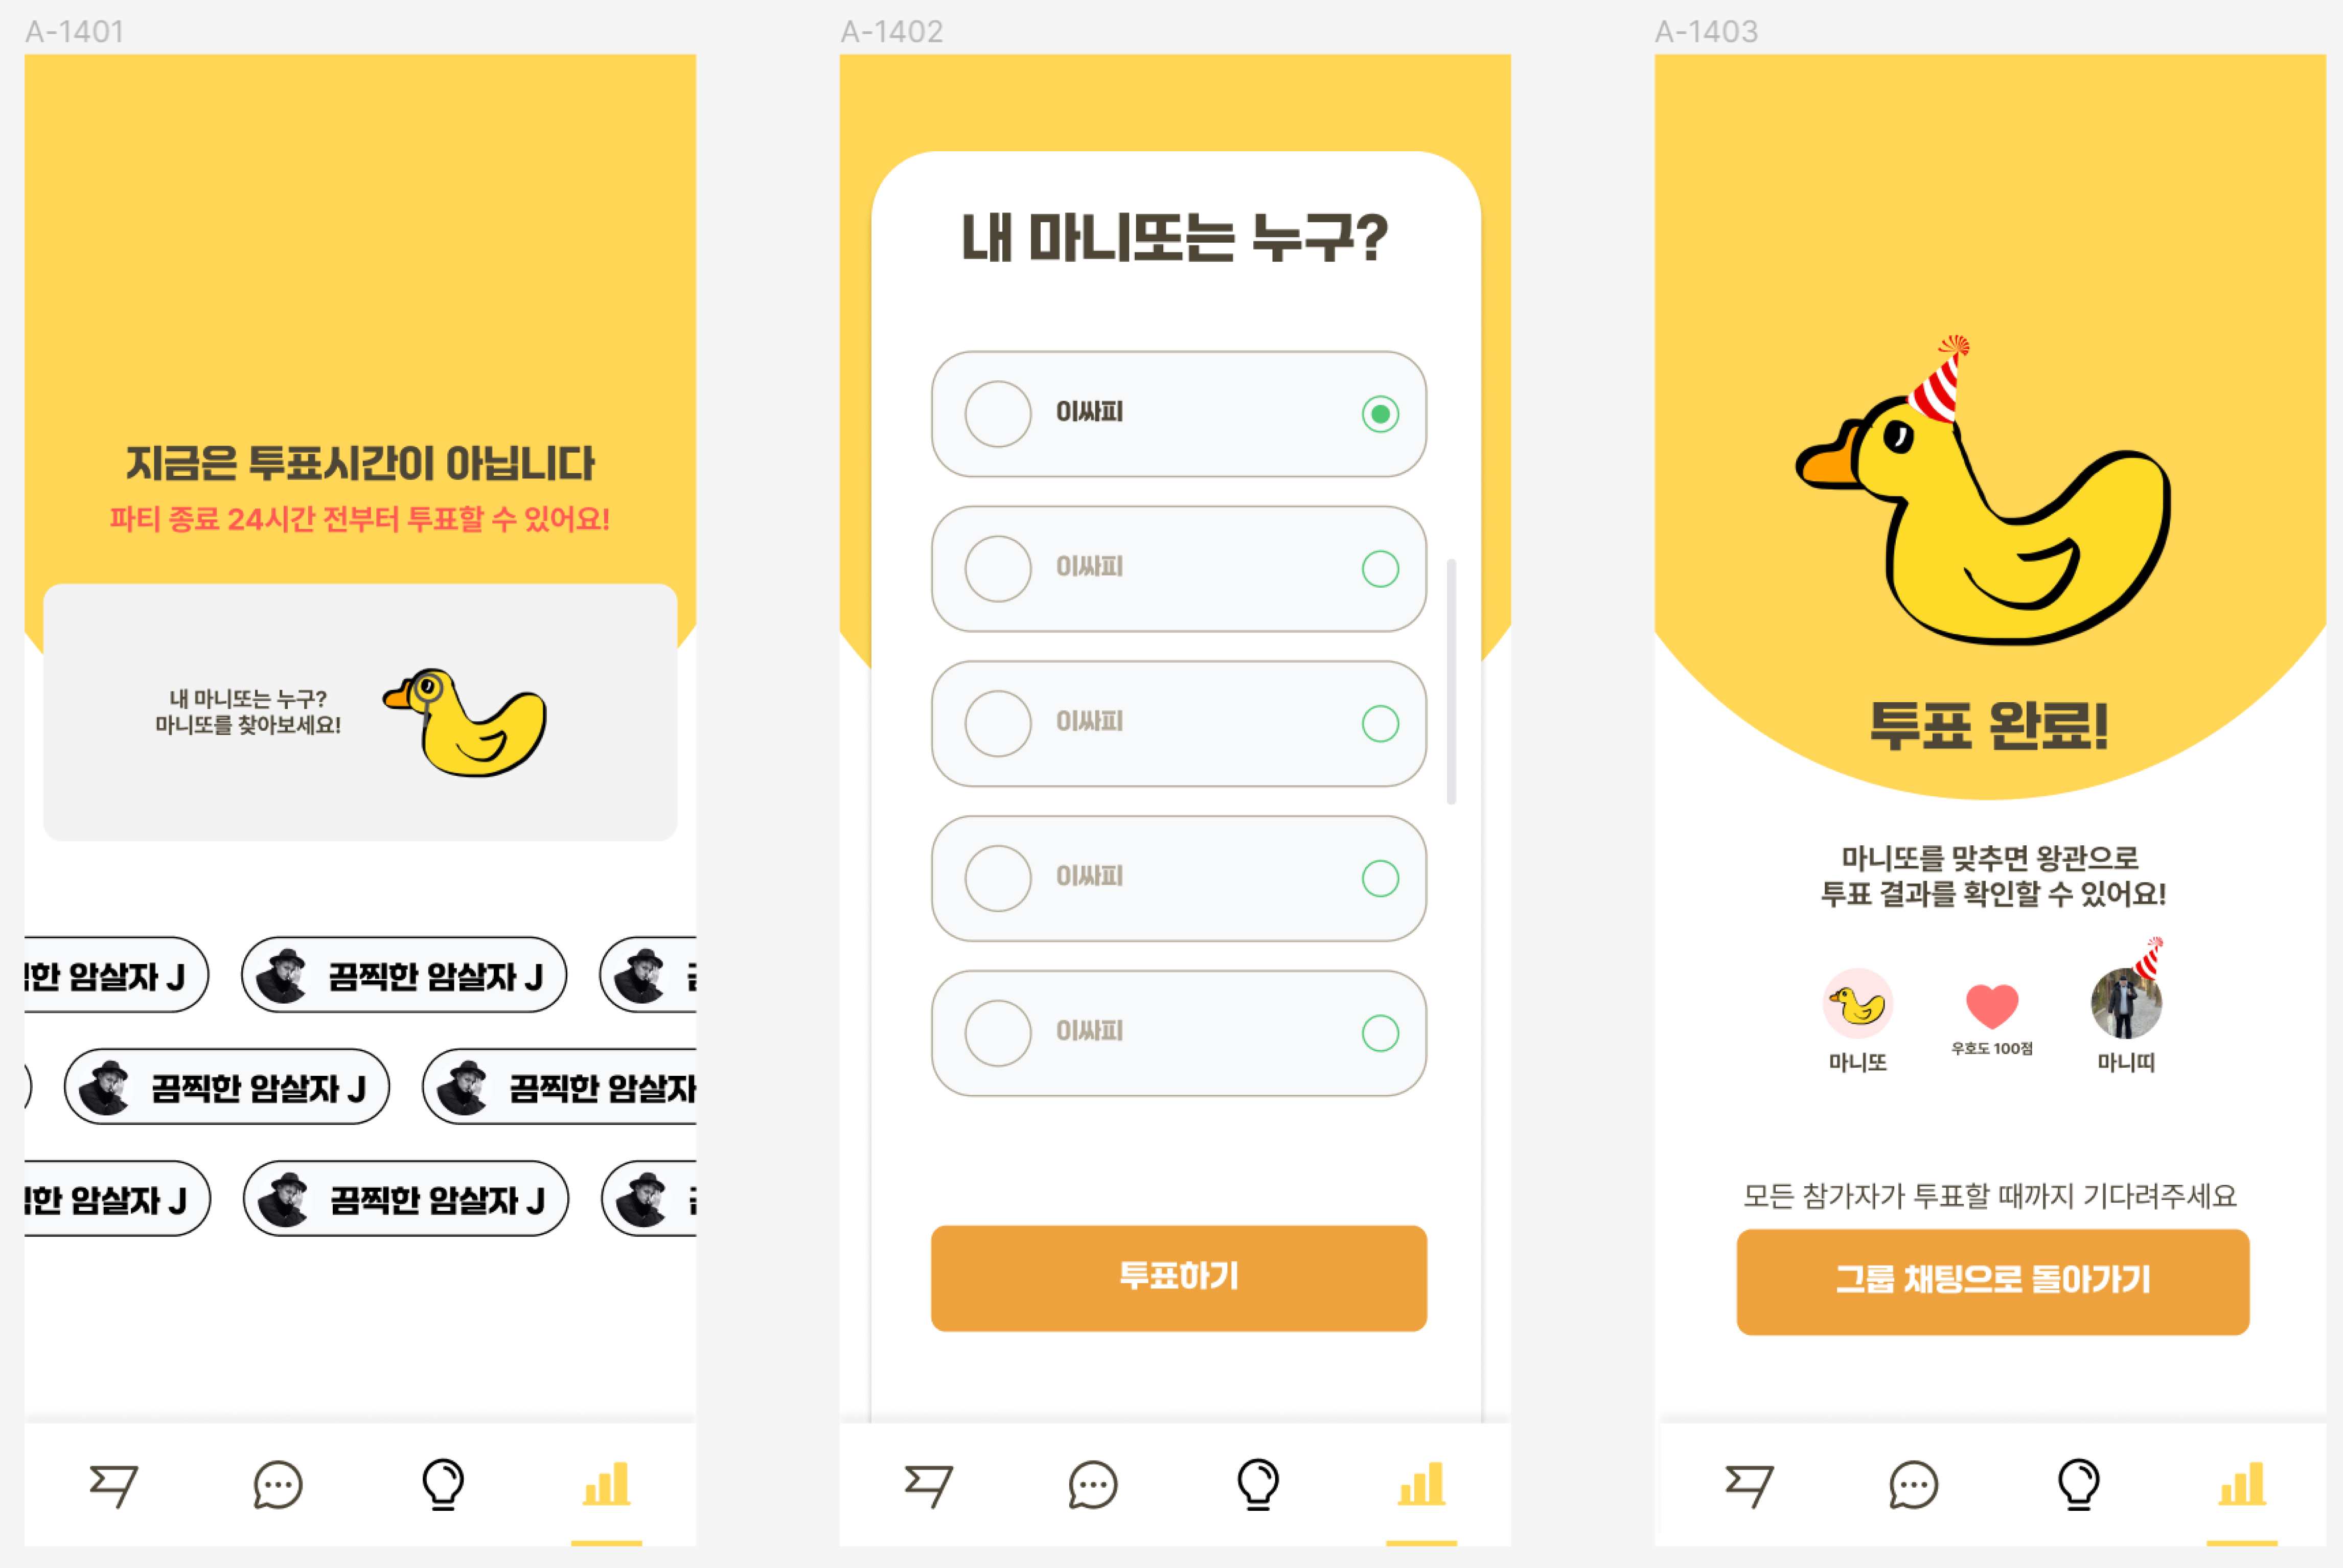 A-1401
지금은 투표시간이 아닙니다
파티 종료 24시간 전부터 투표할 수 있어요!
내 마니또는 누구?
마니또를 찾아보세요!
한 암살자 J
끔찍한 암살자 J
끔찍한 암살자 J
끔찍한 암살자
한 암살자 J
끔찍한 암살자 J
A-1402
내 마니또는 누구?
이싸피
이싸피
이싸피
이싸피
이싸피
투표하기
A-1403
투표 완료!
마니또를 맞추면 왕관으로
투표 결과를 확인할 수 있어요!
마니또
우호도 100점
마니띠
모든 참가자가 투표할 때까지 기다려주세요
그룹 채팅으로 돌아가기